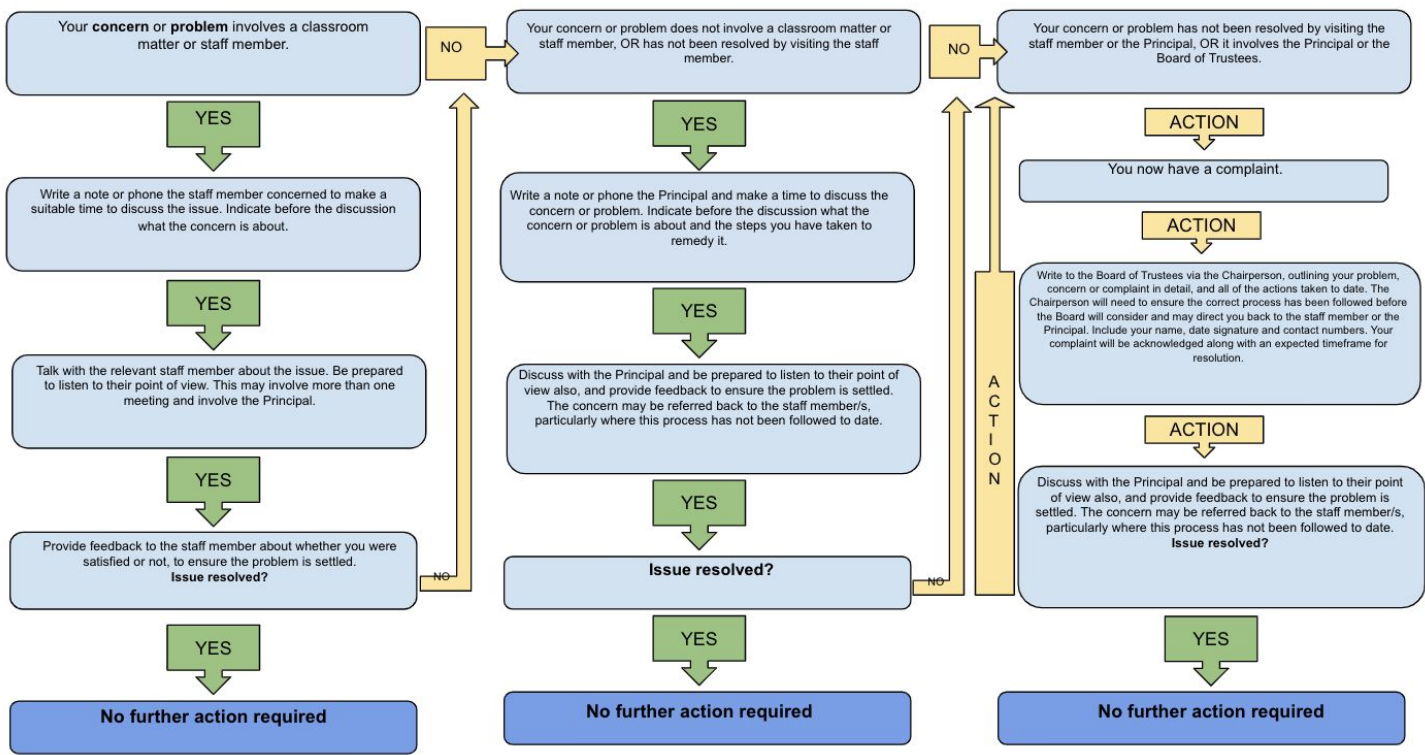 Your concern or problem involves a classroom
matter or staff member.
YES
Write a note or phone the staff member concerned to make a
suitable time to discuss the issue. Indicate before the discussion
what the concern is about.
YES
Talk with the relevant staff member about the issue. Be prepared
to listen to their point of view. This may involve more than one
meeting and involve the Principal.
YES
Provide feedback to the staff member about whether you were
satisfied or not, to ensure the problem is settled.
Issue resolved?
YES
No further action required
NO
NO
Your concern or problem does not involve a classroom matter or
staff member, OR has not been resolved by visiting the staff
member.
YES
Write a note or phone the Principal and make a time to discuss the
concern or problem. Indicate before the discussion what the
concern or problem is about and the steps you have taken to
remedy it.
YES
Discuss with the Principal and be prepared to listen to their point of
view also, and provide feedback to ensure the problem is settled.
The concern may be referred back to the staff member/s,
particularly where this process has not been followed to date.
YES
Issue resolved?
YES
No further action required
NO
NO
ACTION
Your concern or problem has not been resolved by visiting the
staff member or the Principal, OR it involves the Principal or the
Board of Trustees.
ACTION
You now have a complaint.
ACTION
Write to the Board of Trustees via the Chairperson, outlining your problem,
concern or complaint in detail, and all of the actions taken to date. The
Chairperson will need to ensure the correct process has been followed before
the Board will consider and may direct you back to the staff member or the
Principal. Include your name, date signature and contact numbers. Your
complaint will be acknowledged along with an expected timeframe for
resolution.
ACTION
Discuss with the Principal and be prepared to listen to their point
of view also, and provide feedback to ensure the problem is
settled. The concern may be referred back to the staff member/s,
particularly where this process has not been followed to date.
Issue resolved?
YES
No further action required